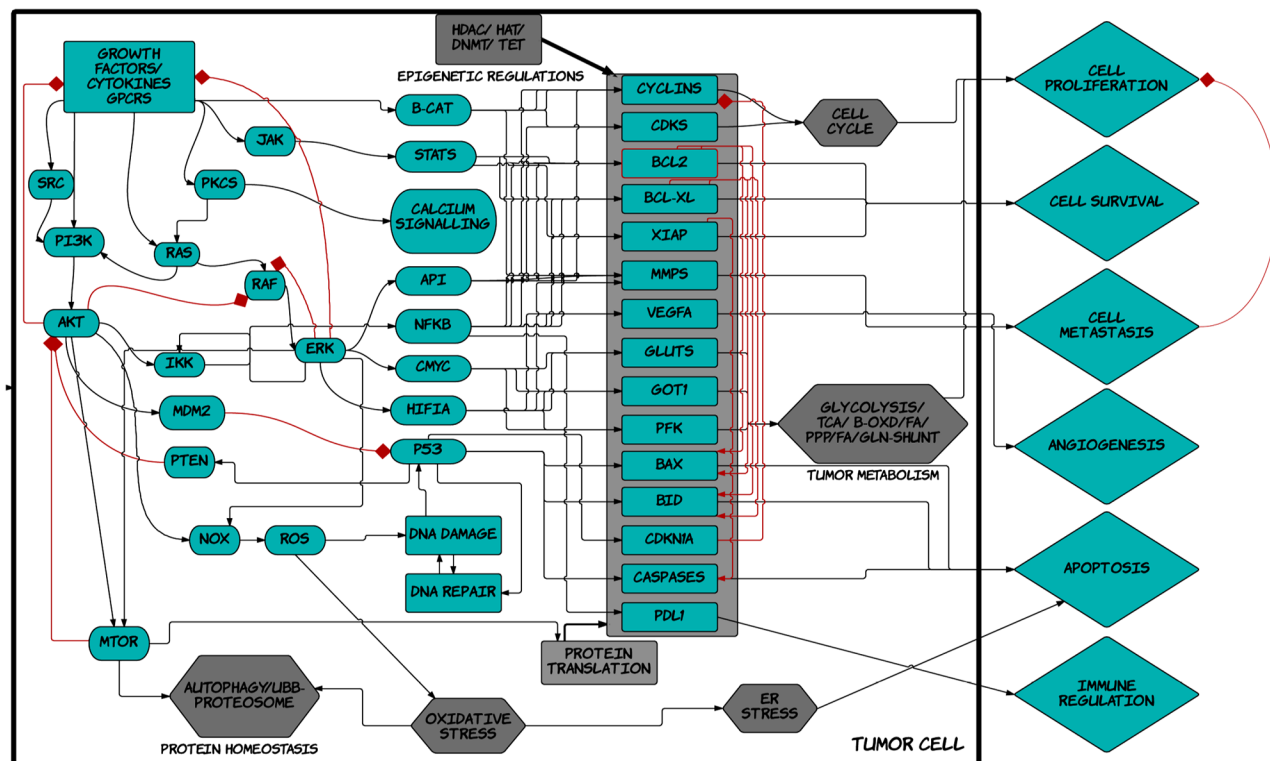 HDAC/ HAT/
DNMT/ TET
EPIGENETIC REGULATIONS
GROWTH
FACTORS/
CYTOKINES
GPCRS
B-CAT
JAK
STATS
SRC
PKCS
CALCIUM
SIGNALLING
PI3K
RAS
RAF
API
AKT
NFKB
IKK
ERK
CMYC
MDM2
HIF1A
PTEN
P53
NOX
ROS
DNA DAMAGE
DNA REPAIR
MTOR
PROTEIN
TRANSLATION
AUTOPHAGY/UBB-
PROTEOSOME
PROTEIN HOMEOSTASIS
OXIDATIVE
STRESS
ER
STRESS
CYCLINS
CDKS
BCL2
BCL-XL
XIAP
MMPS
VEGFA
GLUTS
GOT1
PFK
BAX
BID
CDKN1A
CASPASES
PDL1
CELL
CYCLE
GLYCOLYSIS/
TCA/ B-OXD/FA/
PPP/FA/GLN-SHUNT
TUMOR METABOLISM
TUMOR CELL
CELL
PROLIFERATION
CELL SURVIVAL
CELL
METASTASIS
ANGIOGENESIS
APOPTOSIS
IMMUNE
REGULATION